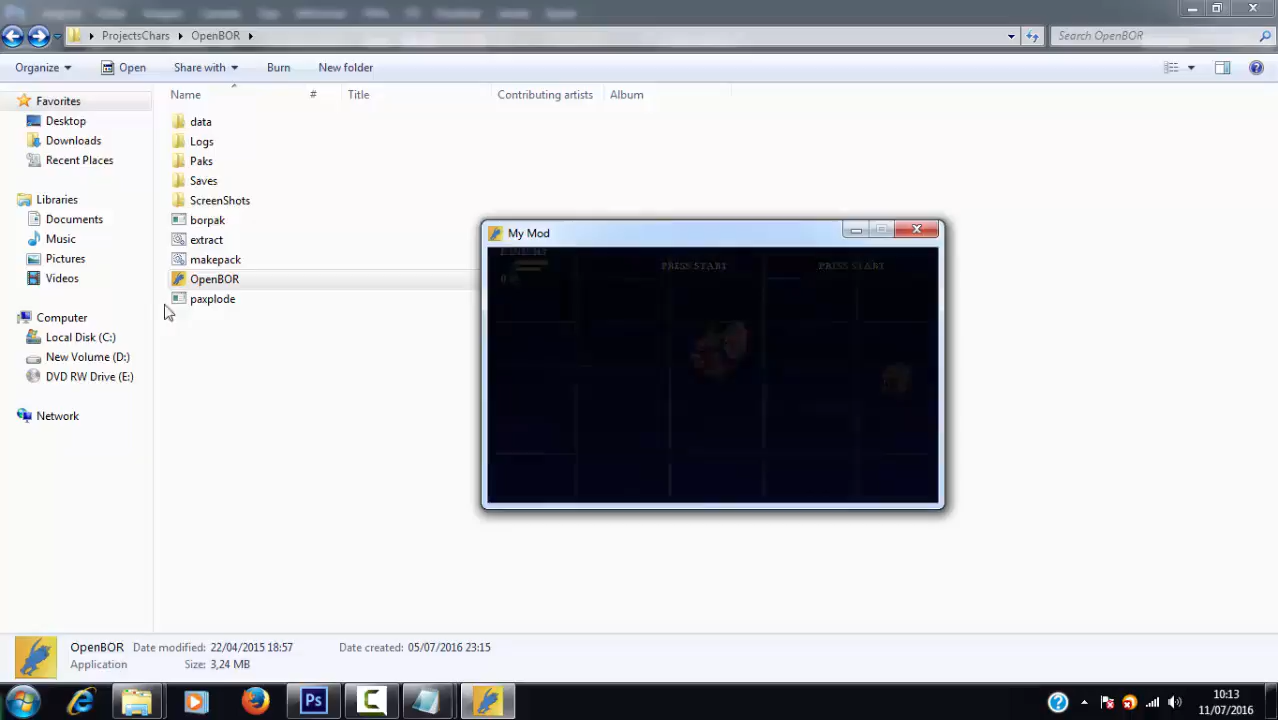 ProjectsChars
OpenBOR
Search OpenBOR
Organize
Open
Share with
Burn
New folder
Favorites
Desktop
Downloads
Recent Places
Libraries
Documents
Music
Pictures
Videos
Computer
Local Disk (C:)
New Volume (D:)
DVD RW Drive (E:)
Network
Name
#
Title
Contributing artists
Album
data
Logs
Paks
Saves
ScreenShots
borpak
extract
makepack
OpenBOR
paxplode
My Mod
PRESS START
PRESS START
0
OpenBOR
Date modified: 22/04/2015 18:57
Date created: 05/07/2016 23:15
Application
Size: 3,24 MB
Ps
10:13
11/07/2016